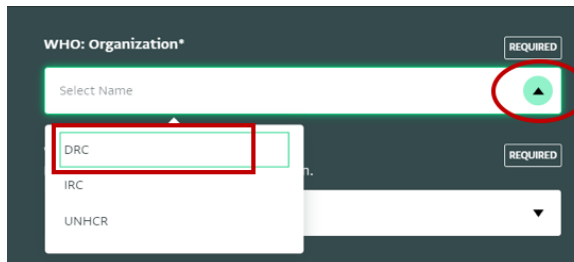 WHO: Organization*
REQUIRED
Select Name
DRC
REQUIRED
IRC
UNHCR